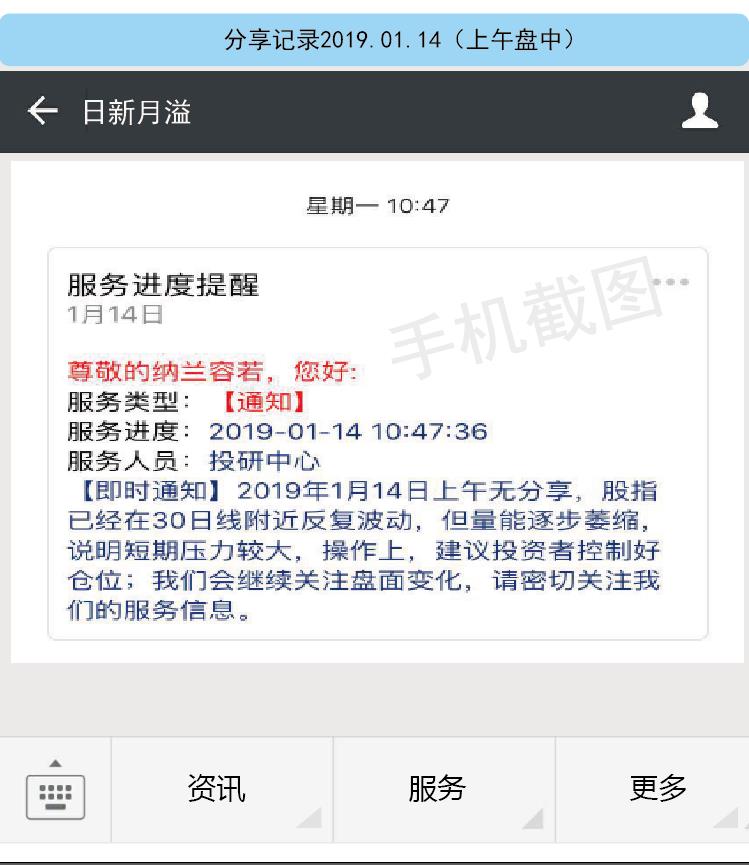 分享记录2019.01.14（上午盘中）
日新月溢
星期一 10:47
服务进度提醒
1月14日
手机截图
尊敬的纳兰容若，您好:
服务类型：【通知】
服务进度：2019-01-14 10:47:36
服务人员：投研中心
【即时通知】2019年1月14日上午无分享，股指
已经在30日线附近反复波动，但量能逐步萎缩，
说明短期压力较大，操作上，建议投资者控制好
仓位；我们会继续关注盘面变化，请密切关注我
们的服务信息。
资讯
服务
更多